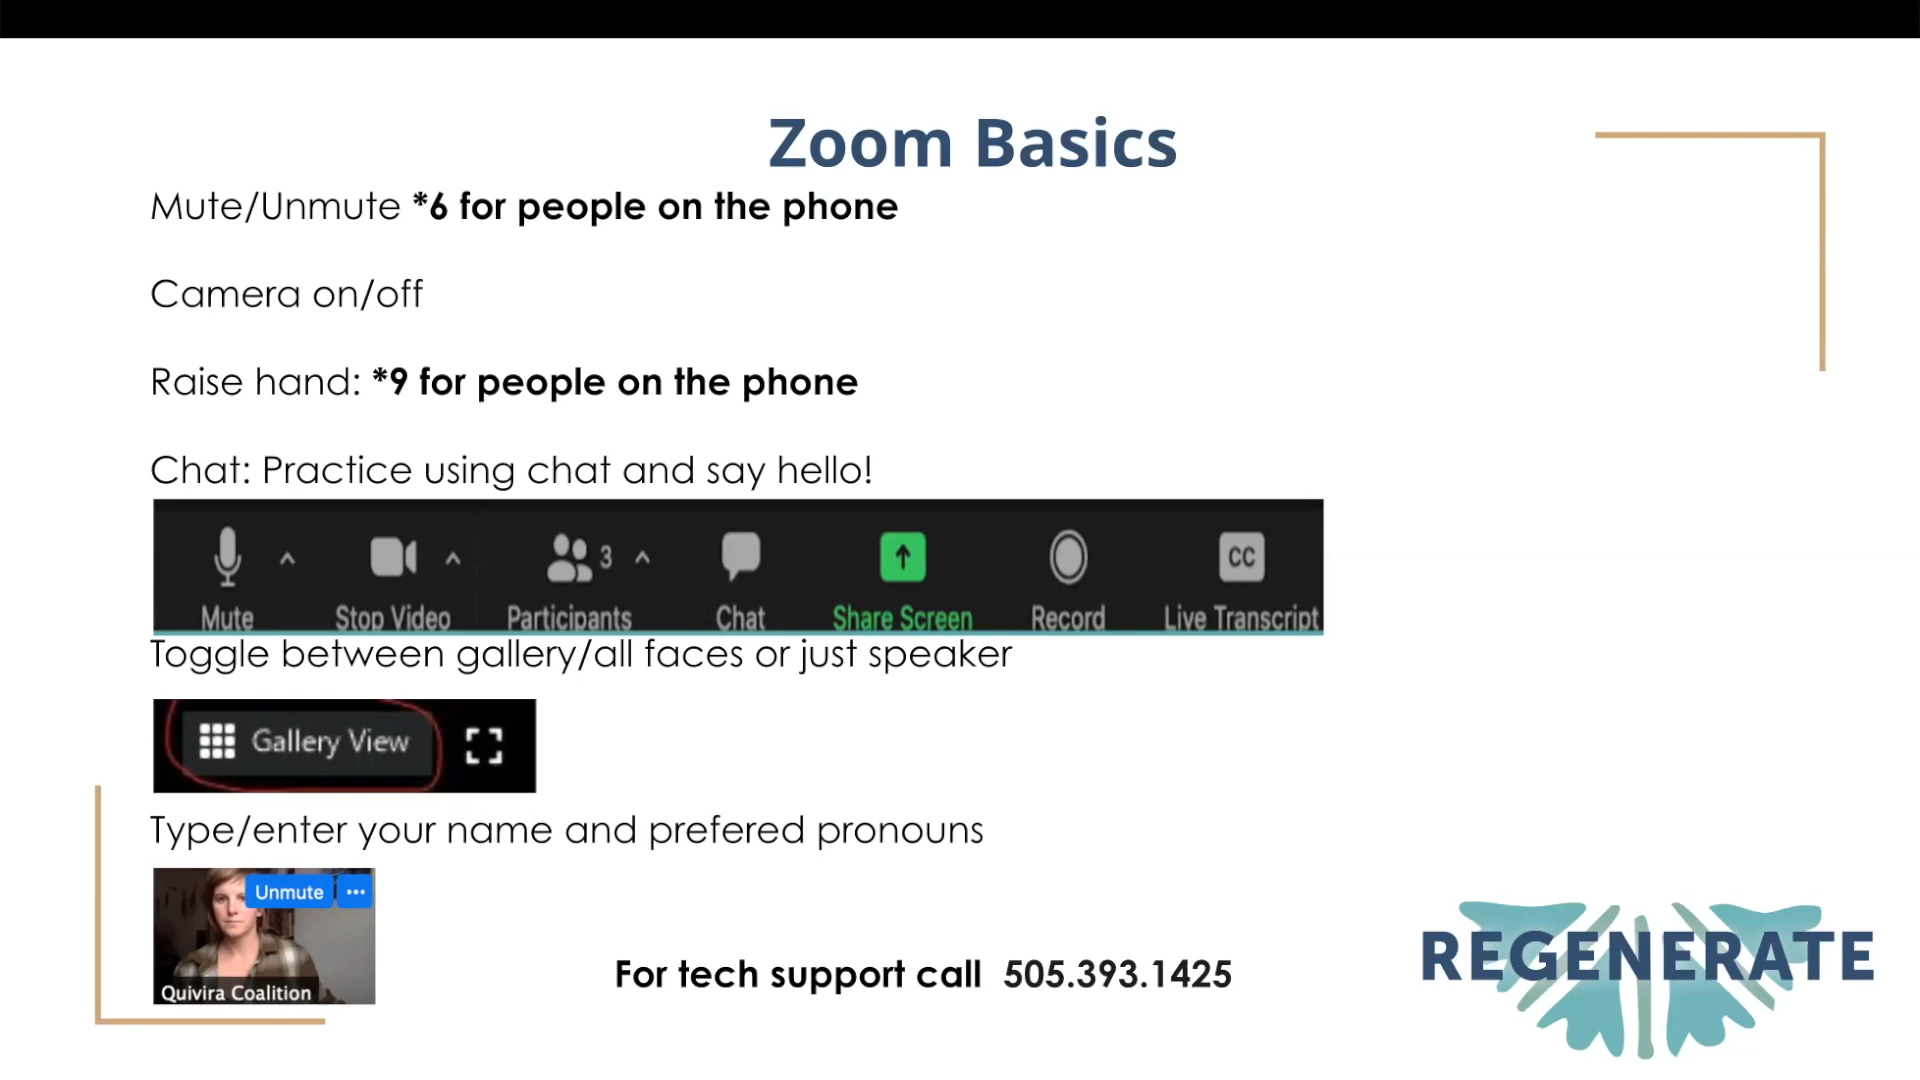 Zoom Basics
Mute/Unmute *6 for people on the phone
Camera on/off
Raise hand: *9 for people on the phone
Chat: Practice using chat and say hello!
3
Mute Stop Video Participants Chat Share Screen Record Live Transcript
CC
Toggle between gallery/all faces or just speaker
Gallery View
Type/enter your name and prefered pronouns
Unmute ...
Quivira Coalition
For tech support call 505.393.1425
REGENERATE